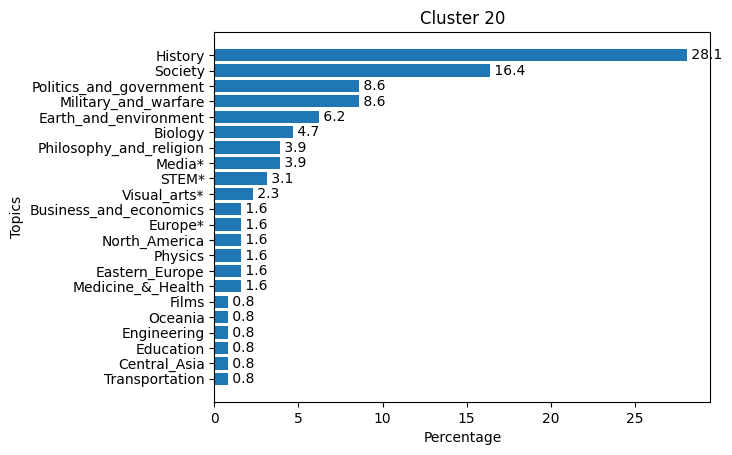 Cluster 20
History 28.1
Society 16.4
Politics_and_government 8.6
Military_and_warfare 8.6
Earth_and_environment 6.2
Biology 4.7
Philosophy_and_religion 3.9
Media* 3.9
STEM* 3.1
Visual_arts* 2.3
Business_and_economics 1.6
Europe* 1.6
North_America 1.6
Physics 1.6
Eastern_Europe 1.6
Medicine_&_Health 1.6
Films 0.8
Oceania 0.8
Engineering 0.8
Education 0.8
Central_Asia 0.8
Transportation 0.8
Topics
0 5 10 15 20 25
Percentage